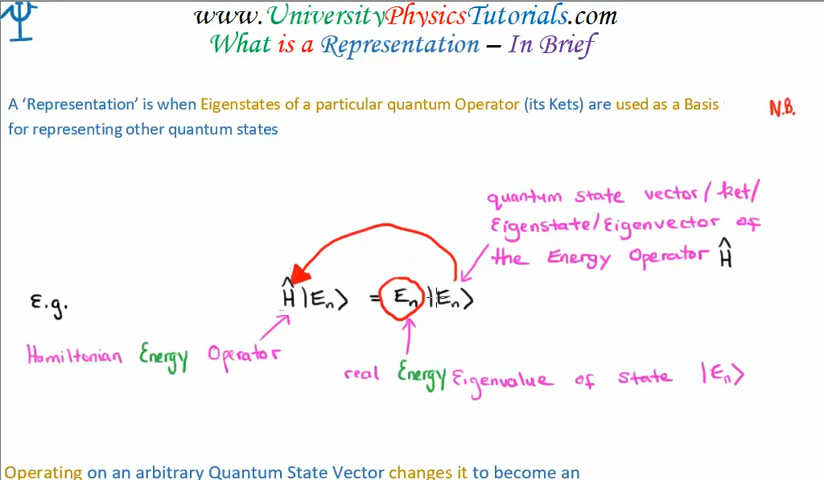 www.UniversityPhysicsTutorials.com
What is a Representation – In Brief
A ‘Representation’ is when Eigenstates of a particular quantum Operator (its Kets) are used as a Basis N.B.
for representing other quantum states
quantum state vector/ket/
Eigenstate/Eigenvector of
the Energy Operator Ĥ
E.g. Ĥ|Eₙ⟩ = Eₙ|Eₙ⟩
Hamiltonian Energy Operator
real Energy Eigenvalue of state |Eₙ⟩
Operating on an arbitrary Quantum State Vector changes it to become an